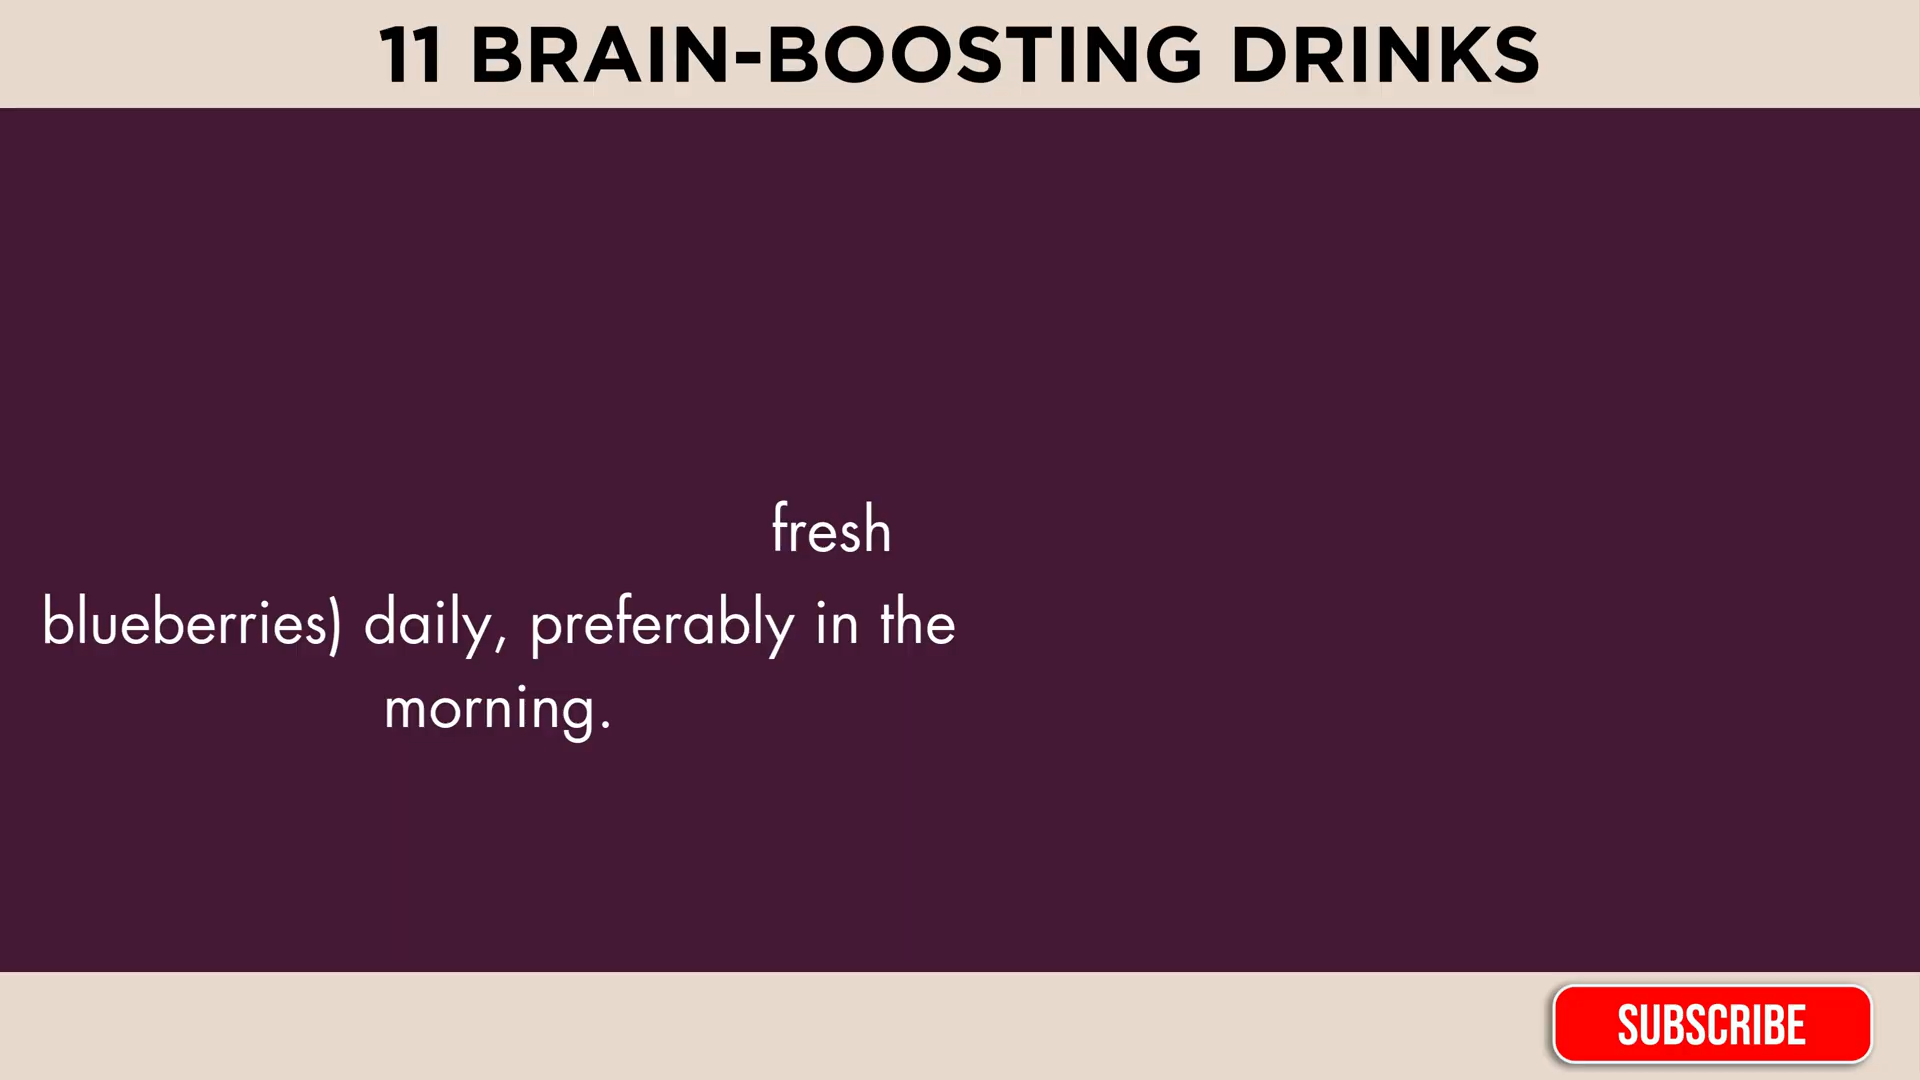 11 BRAIN-BOOSTING DRINKS
fresh
blueberries) daily, preferably in the
morning.
SUBSCRIBE